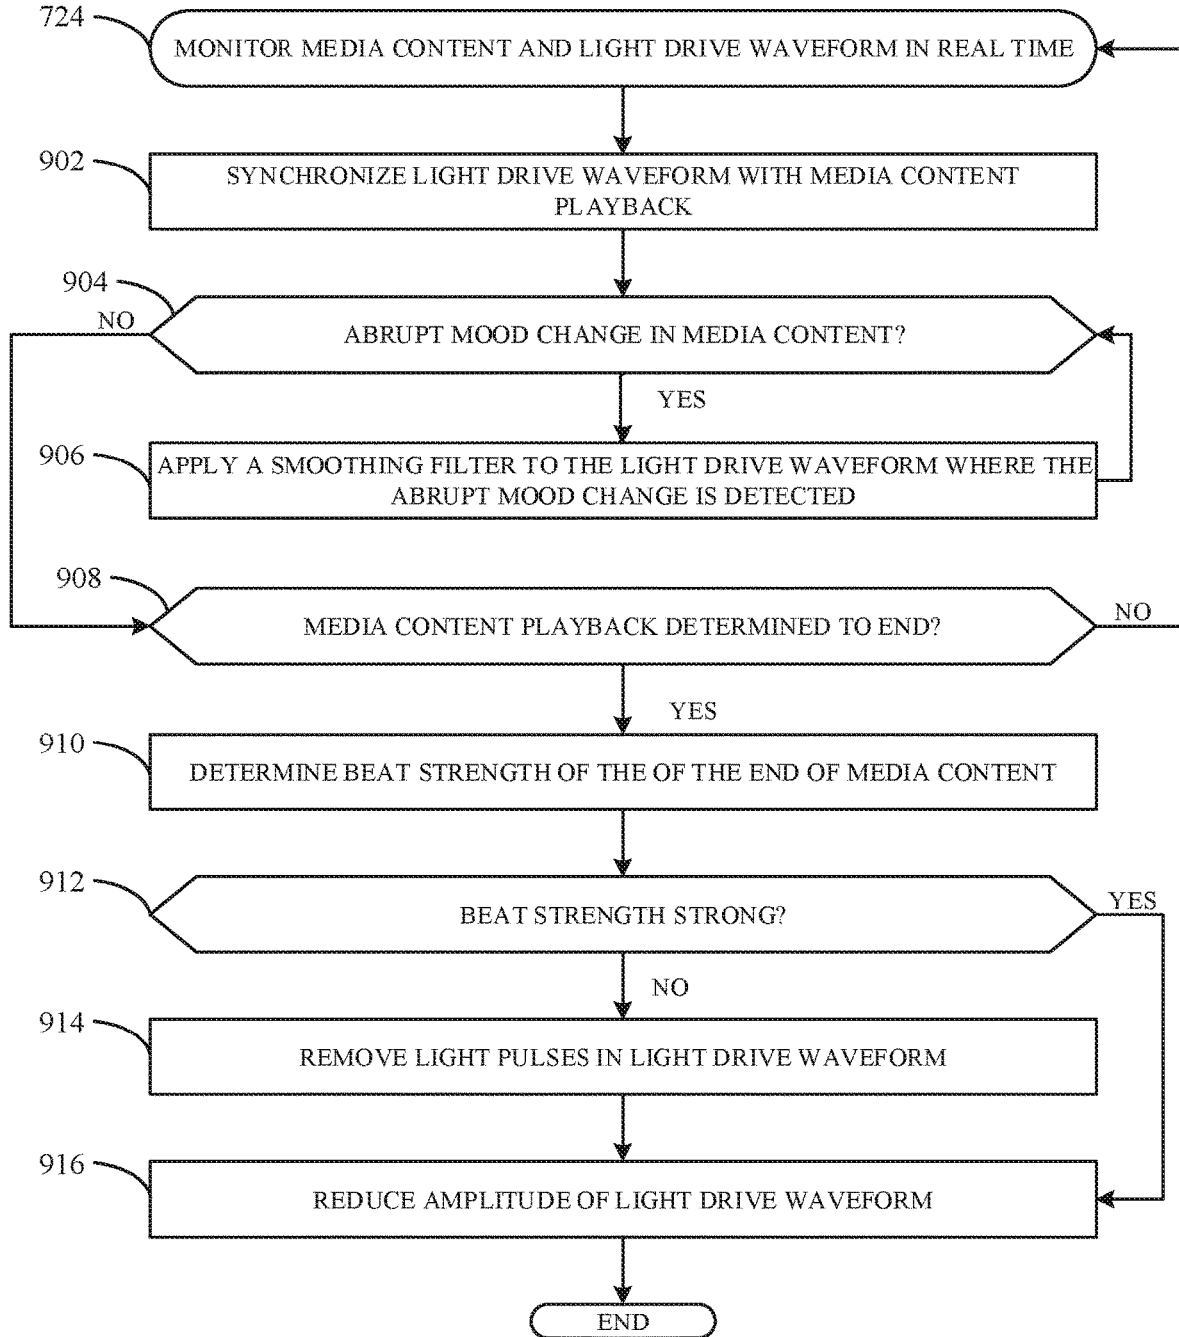 724
MONITOR MEDIA CONTENT AND LIGHT DRIVE WAVEFORM IN REAL TIME
902
SYNCHRONIZE LIGHT DRIVE WAVEFORM WITH MEDIA CONTENT
PLAYBACK
904
NO
ABRUPT MOOD CHANGE IN MEDIA CONTENT?
YES
906
APPLY A SMOOTHING FILTER TO THE LIGHT DRIVE WAVEFORM WHERE THE
ABRUPT MOOD CHANGE IS DETECTED
908
MEDIA CONTENT PLAYBACK DETERMINED TO END?
NO
YES
910
DETERMINE BEAT STRENGTH OF THE OF THE END OF MEDIA CONTENT
912
BEAT STRENGTH STRONG?
YES
NO
914
REMOVE LIGHT PULSES IN LIGHT DRIVE WAVEFORM
916
REDUCE AMPLITUDE OF LIGHT DRIVE WAVEFORM
END